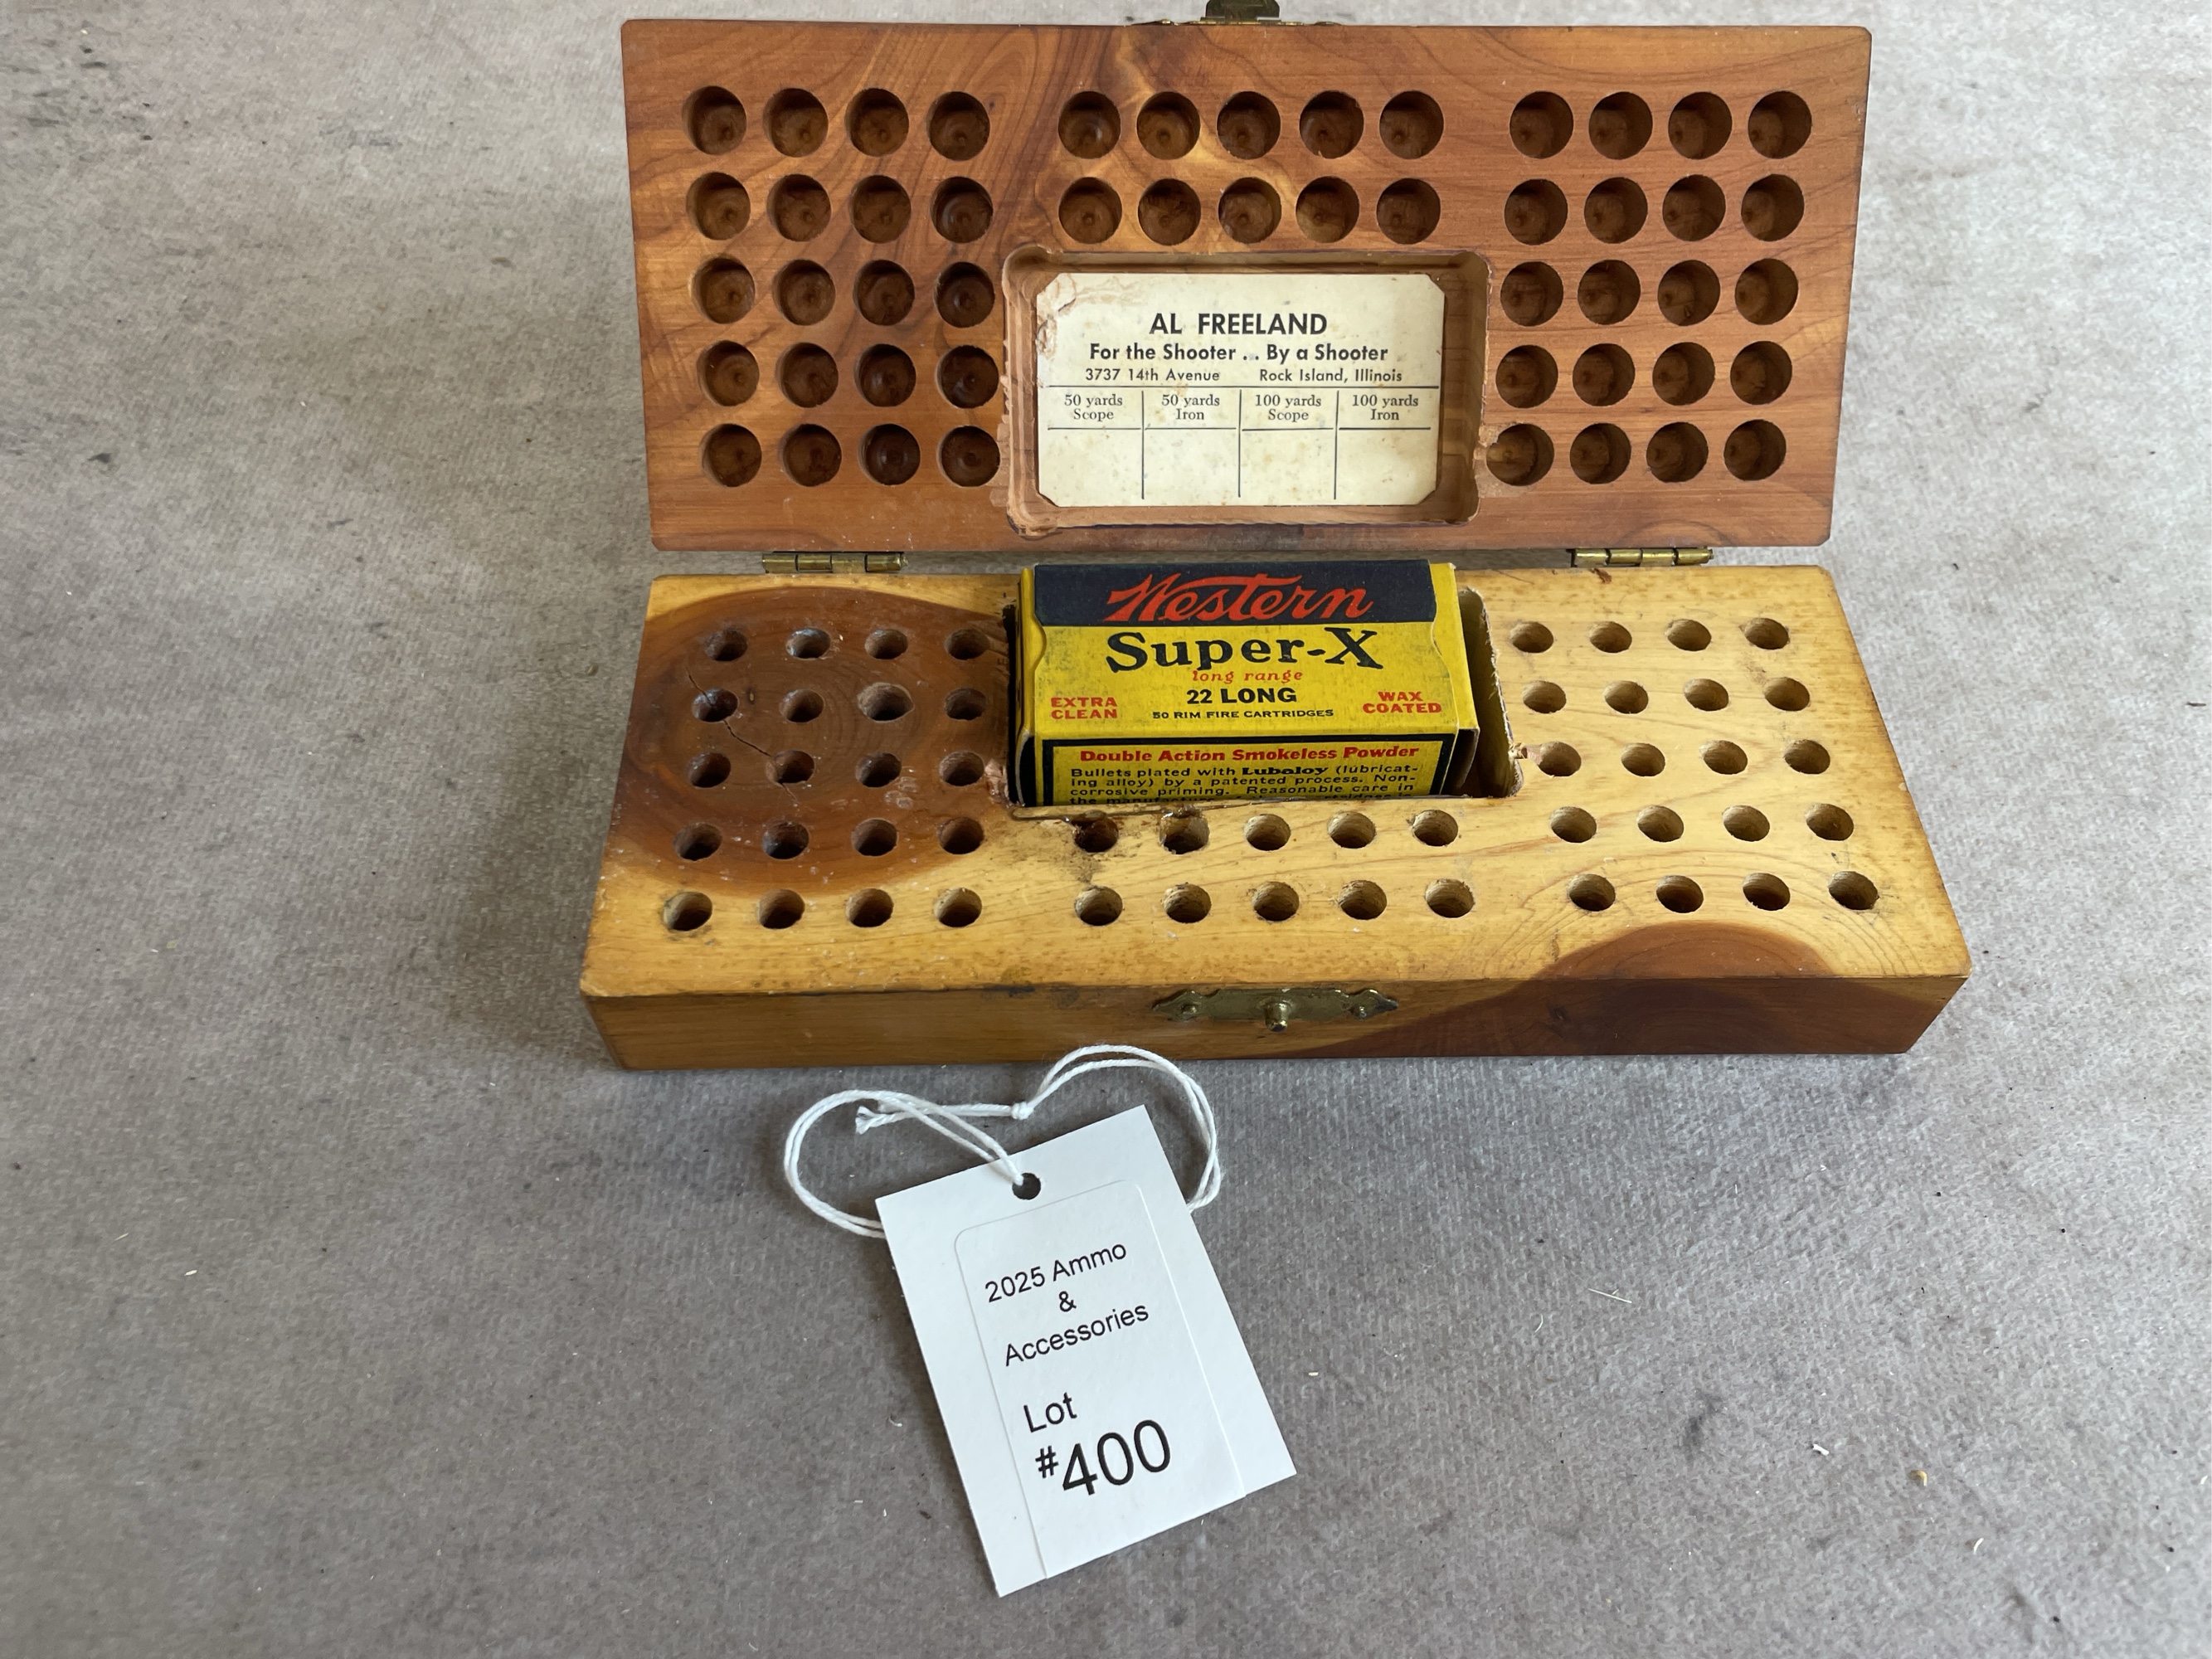 AL FREELAND
For the Shooter . . By a Shooter
3737 14th Avenue Rock Island, Illinois
50 yards Scope 50 yards Iron 100 yards Scope 100 yards Iron
Western
Super-X
long range
22 LONG
EXTRA CLEAN
50 RIM FIRE CARTRIDGES
WAX COATED
Double Action Smokeless Powder
Bullets plated with Lubaloy (lubricat-
ing alloy) by a patented process. Non-
corrosive priming. Reasonable care in
the
2025 Ammo
&
Accessories
Lot
#400